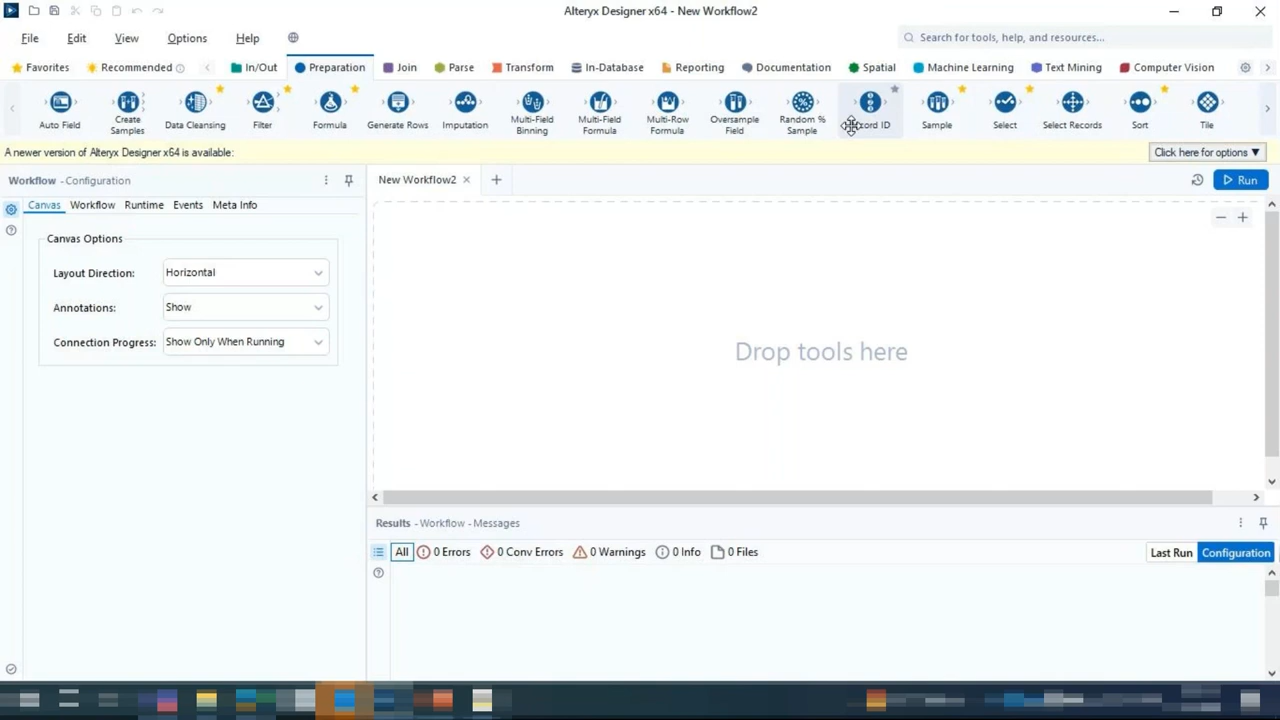 Alteryx Designer x64 - New Workflow2
File Edit View Options Help
Search for tools, help, and resources...
Favorites Recommended In/Out Preparation Join Parse Transform In-Database Reporting Documentation Spatial Machine Learning Text Mining Computer Vision
Auto Field Create Samples Data Cleansing Filter Formula Generate Rows Imputation Multi-Field Binning Multi-Field Formula Multi-Row Formula Oversample Field Random % Sample ord ID Sample Select Select Records Sort Tile
A newer version of Alteryx Designer x64 is available:
Click here for options ▼
Workflow - Configuration
New Workflow2
Run
Canvas Workflow Runtime Events Meta Info
Canvas Options
Layout Direction: Horizontal
Annotations: Show
Connection Progress: Show Only When Running
Drop tools here
Results - Workflow - Messages
All 0 Errors 0 Conv Errors 0 Warnings 0 Info 0 Files
Last Run Configuration